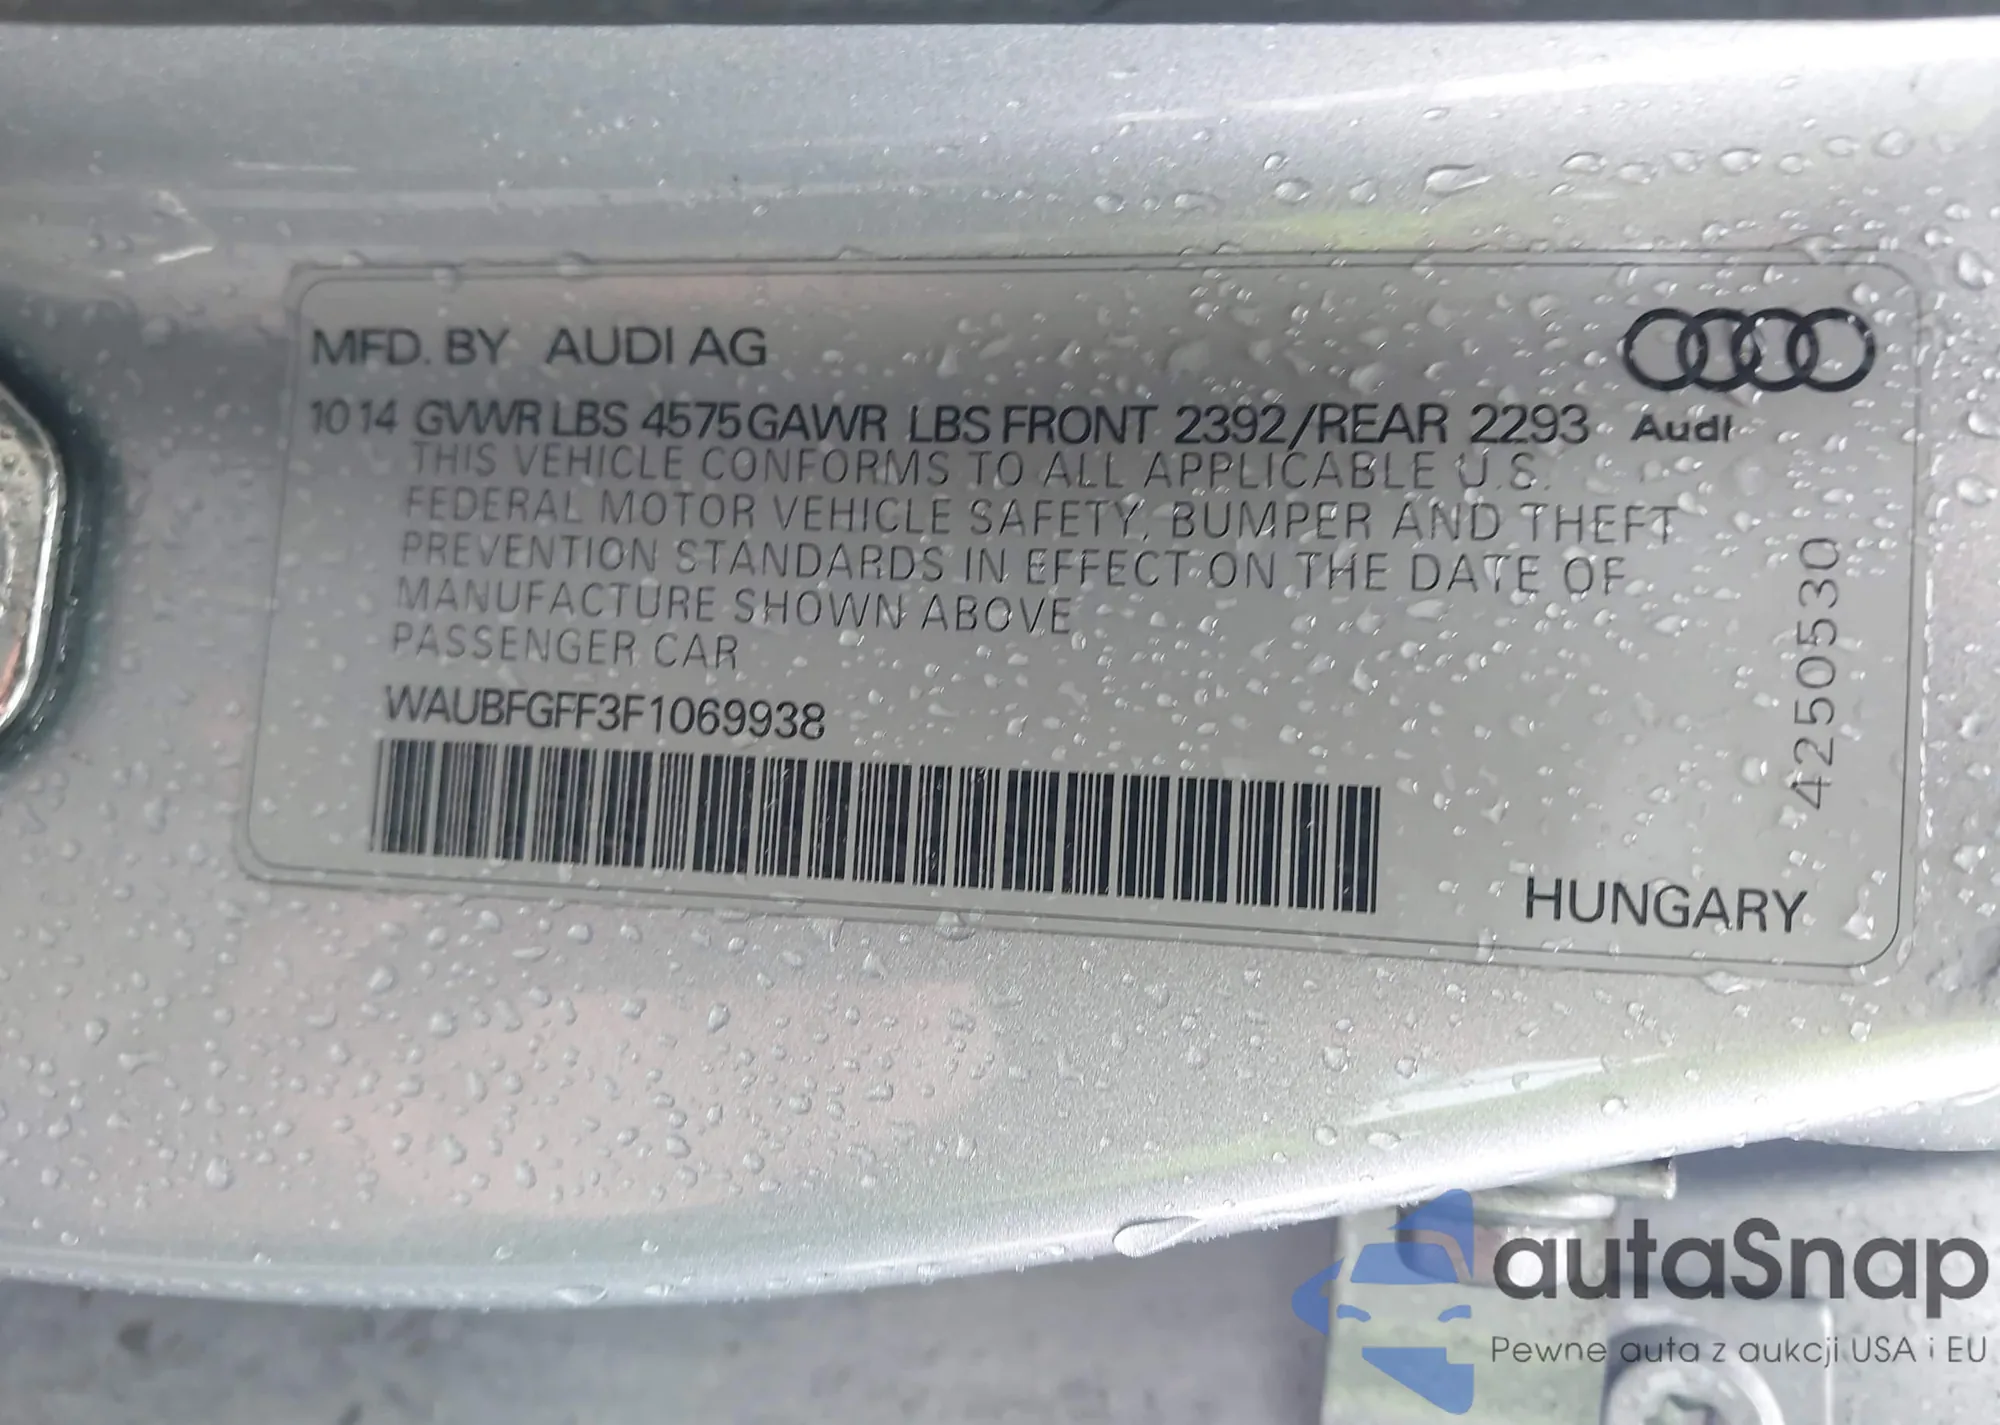 MFD. BY AUDI AG
1014 GVWR LBS 4575 GAWR LBS FRONT 2392/REAR 2293
Audi
THIS VEHICLE CONFORMS TO ALL APPLICABLE U.S.
FEDERAL MOTOR VEHICLE SAFETY, BUMPER AND THEFT
PREVENTION STANDARDS IN EFFECT ON THE DATE OF
MANUFACTURE SHOWN ABOVE
PASSENGER CAR
WAUBFGFF3F1069938
4250530
HUNGARY
autaSnap
Pewne auta z aukcji USA i EU